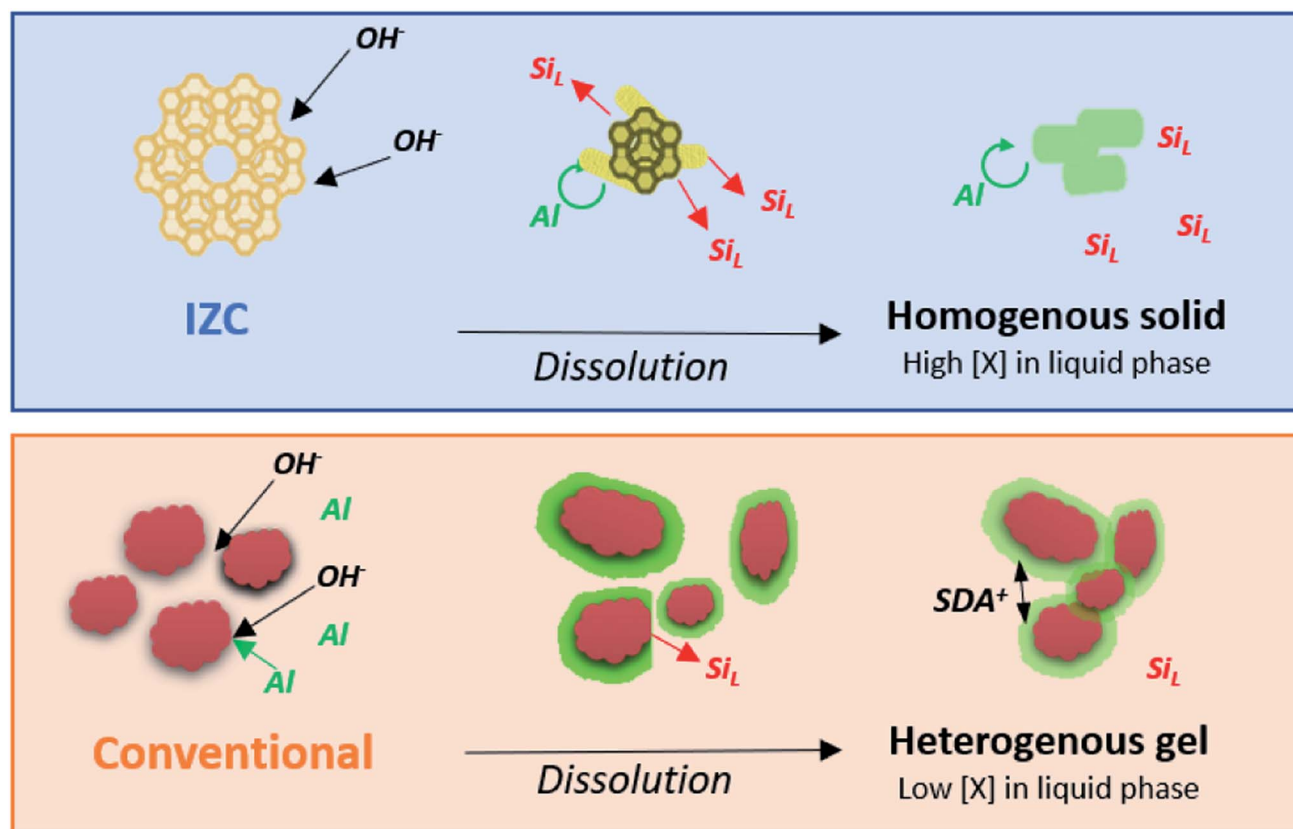 OH⁻
OH⁻
Si_L
Al
Si_L
Si_L
Al
Si_L
Si_L
Si_L
IZC
Dissolution
Homogenous solid
High [X] in liquid phase
OH⁻
Al
OH⁻
Al
Al
Si_L
SDA⁺
Si_L
Conventional
Dissolution
Heterogenous gel
Low [X] in liquid phase